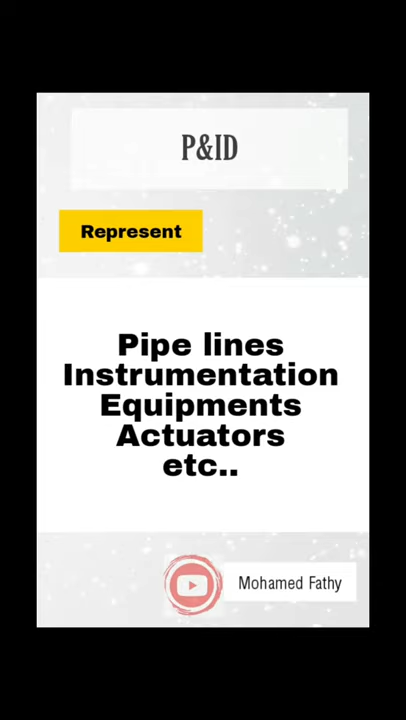 P&ID
Represent
Pipe lines
Instrumentation
Equipments
Actuators
etc..
Mohamed Fathy